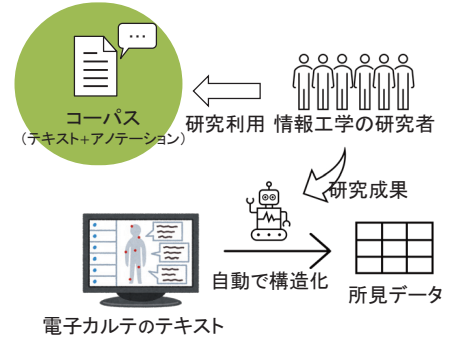 コーパス
(テキスト+アノテーション)
研究利用
情報工学の研究者
研究成果
自動で構造化
所見データ
電子カルテのテキスト